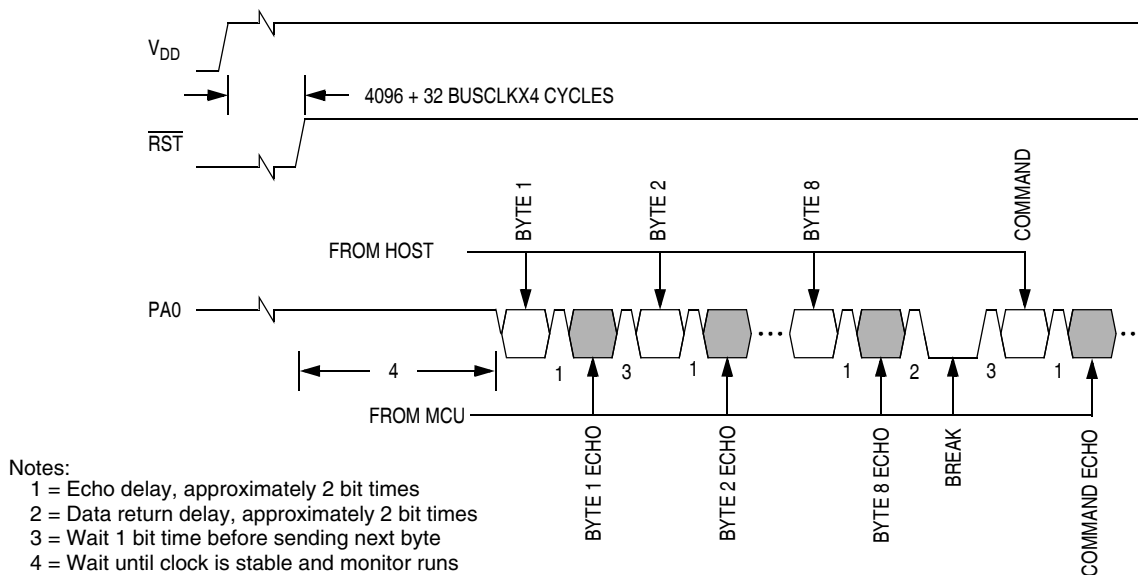 VDD
4096 + 32 BUSCLKX4 CYCLES
RST
BYTE 1
BYTE 2
BYTE 8
COMMAND
FROM HOST
PA0
...
...
1
3
1
1
2
3
1
4
FROM MCU
BYTE 1 ECHO
BYTE 2 ECHO
BYTE 8 ECHO
BREAK
COMMAND ECHO
Notes:
1 = Echo delay, approximately 2 bit times
2 = Data return delay, approximately 2 bit times
3 = Wait 1 bit time before sending next byte
4 = Wait until clock is stable and monitor runs